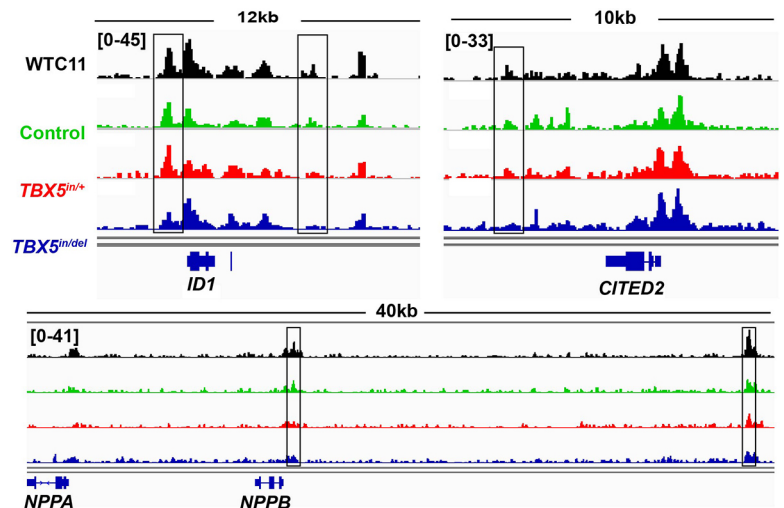 12kb
10kb
[0-45]
[0-33]
WTC11
Control
TBX5in/+
TBX5in/del
ID1
CITED2
40kb
[0-41]
NPPA
NPPB